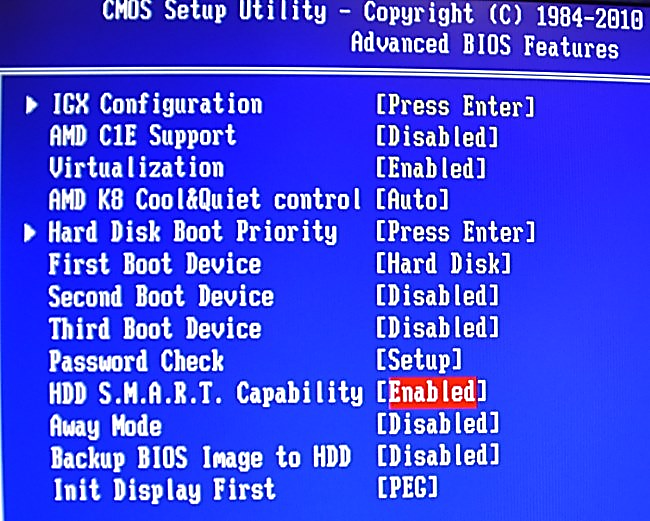 CMOS Setup Utility - Copyright (C) 1984-2010
Advanced BIOS Features
IGX Configuration [Press Enter]
AMD C1E Support [Disabled]
Virtualization [Enabled]
AMD K8 Cool&Quiet control [Auto]
Hard Disk Boot Priority [Press Enter]
First Boot Device [Hard Disk]
Second Boot Device [Disabled]
Third Boot Device [Disabled]
Password Check [Setup]
HDD S.M.A.R.T. Capability [Enabled]
Away Mode [Disabled]
Backup BIOS Image to HDD [Disabled]
Init Display First [PEG]